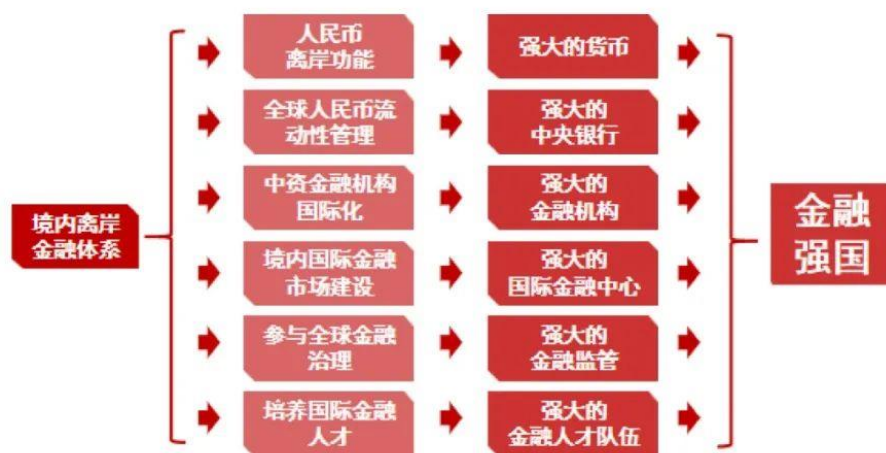 境内离岸
金融体系
人民币
离岸功能
强大的货币
全球人民币流
动性管理
强大的
中央银行
中资金融机构
国际化
强大的
金融机构
境内国际金融
市场建设
强大的
国际金融中心
参与全球金融
治理
强大的
金融监管
培养国际金融
人才
强大的
金融人才队伍
金融
强国